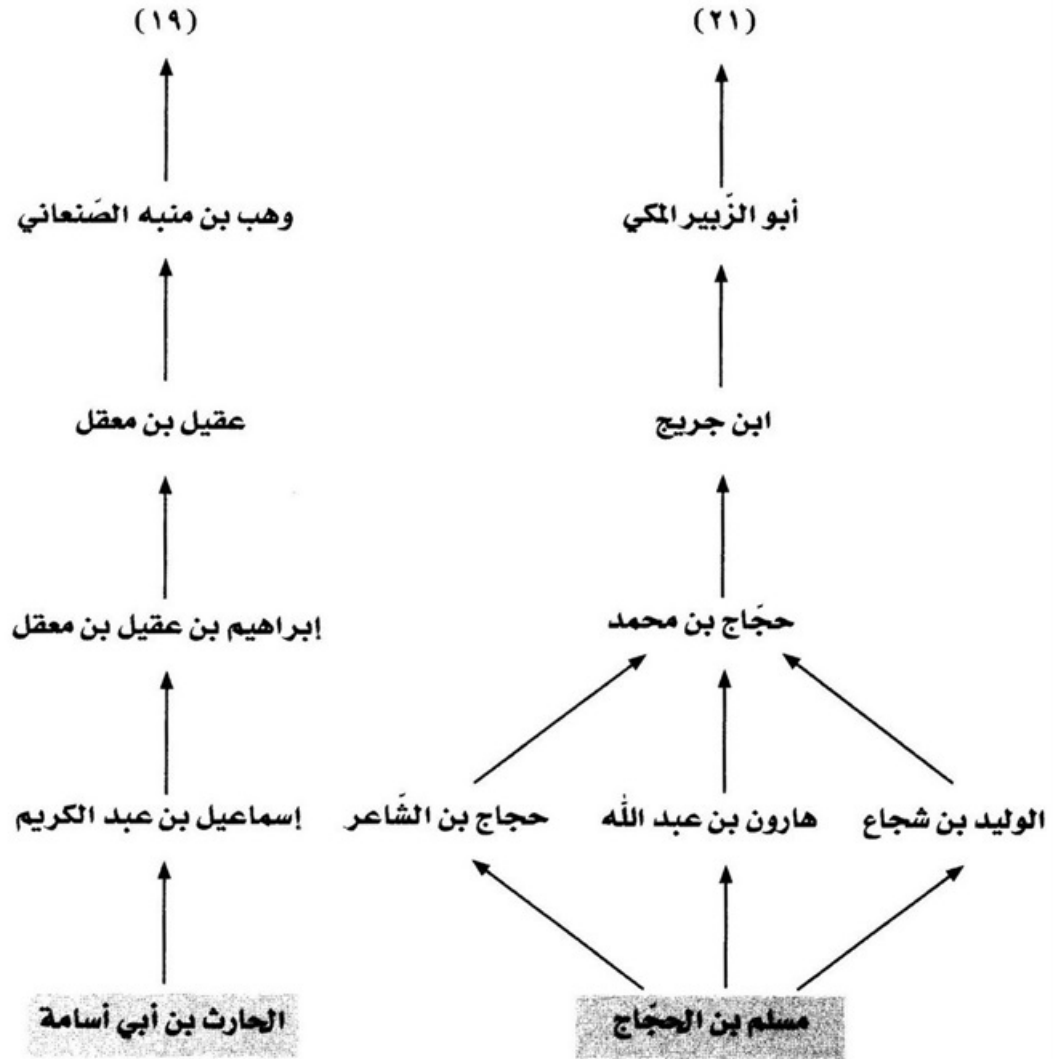 (٢١) (١٩)
أبو الزّبير المكي وهب بن منبه الصّنعاني
ابن جريج عقيل بن معقل
حجّاج بن محمد إبراهيم بن عقيل بن معقل
الوليد بن شجاع هارون بن عبد الله حجاج بن الشّاعر إسماعيل بن عبد الكريم
مسلم بن الحجّاج الحارث بن أبي أسامة